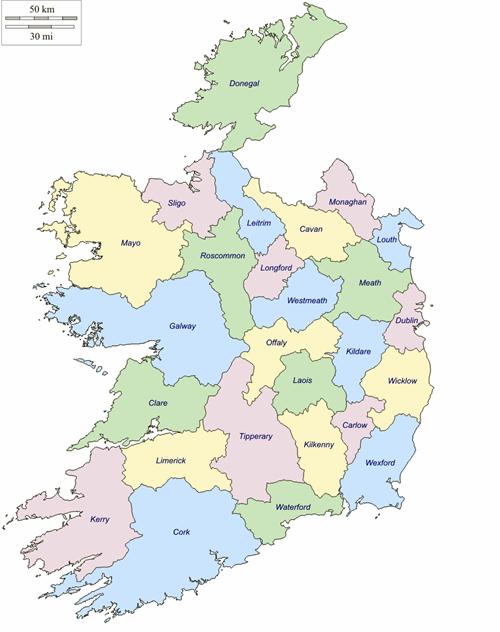 50 km
30 mi
Donegal
Monaghan
Sligo
Leitrim
Cavan
Mayo
Louth
Roscommon
Longford
Meath
Westmeath
Dublin
Galway
Offaly
Kildare
Laois
Wicklow
Clare
Carlow
Tipperary
Kilkenny
Limerick
Wexford
Waterford
Kerry
Cork